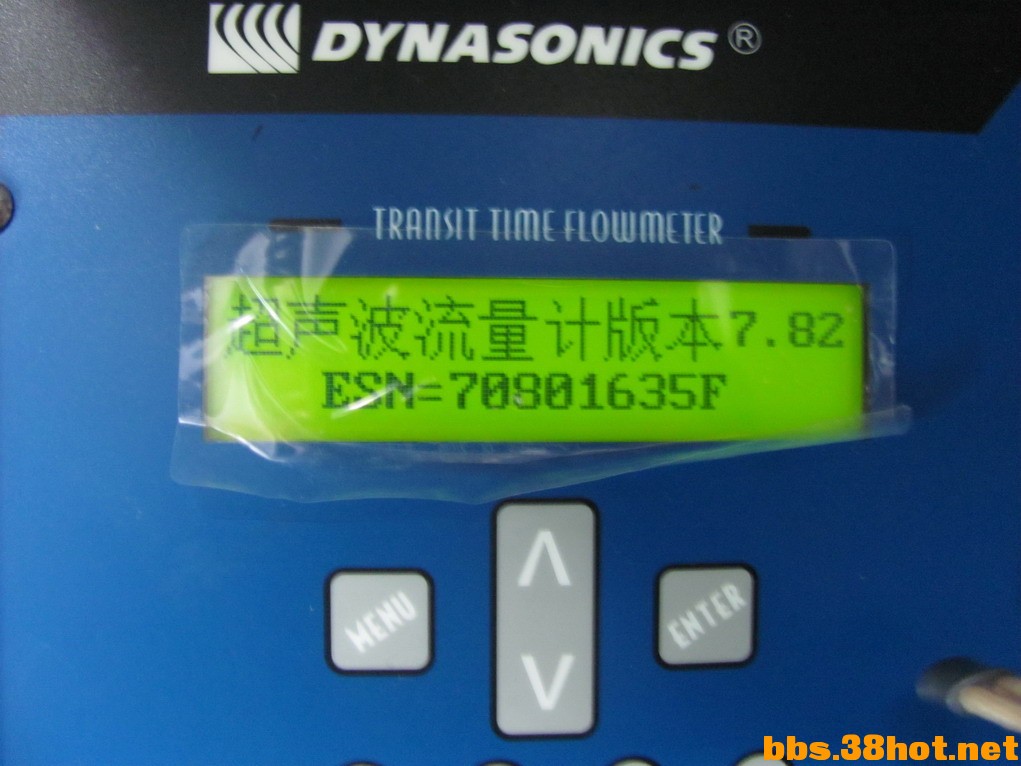 DYNASONICS®
TRANSIT TIME FLOWMETER
超声波流量计版本7.82
ESN=70801635F
MENU
ENTER
bbs.38hot.net